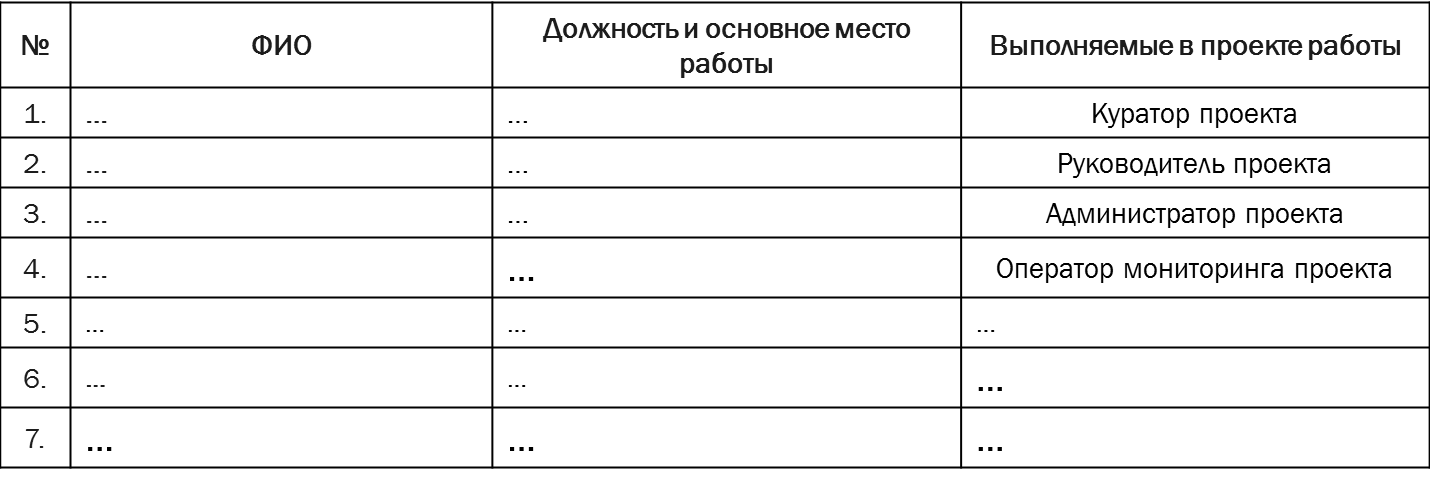 № ФИО Должность и основное место работы Выполняемые в проекте работы
1. ... ... Куратор проекта
2. ... ... Руководитель проекта
3. ... ... Администратор проекта
4. ... ... Оператор мониторинга проекта
5. ... ... ...
6. ... ... ...
7. ... ... ...